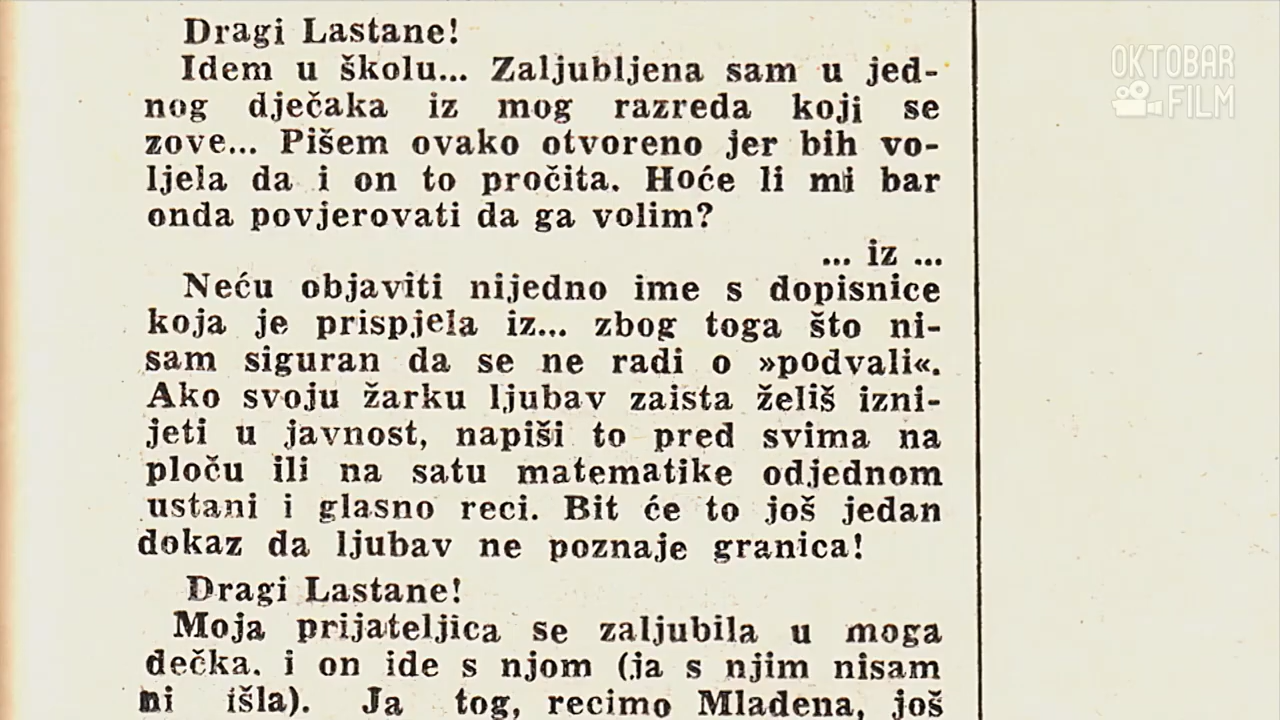 Dragi Lastane!
Idem u školu... Zaljubljena sam u jed-
nog dječaka iz mog razreda koji se
zove... Pišem ovako otvoreno jer bih vo-
ljela da i on to pročita. Hoće li mi bar
onda povjerovati da ga volim?
... iz ...
Neću objaviti nijedno ime s dopisnice
koja je prispjela iz... zbog toga što ni-
sam siguran da se ne radi o »podvali«.
Ako svoju žarku ljubav zaista želiš izni-
jeti u javnost, napiši to pred svima na
ploču ili na satu matematike odjednom
ustani i glasno reci. Bit će to još jedan
dokaz da ljubav ne poznaje granica!
Dragi Lastane!
Moja prijateljica se zaljubila u moga
dečka. i on ide s njom (ja s njim nisam
ni išla). Ja tog, recimo Mladena, još
OKTOBAR
FILM